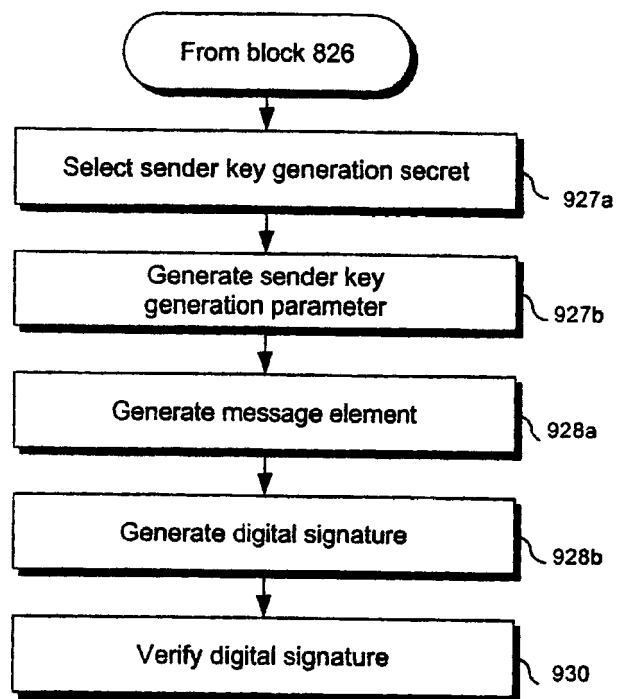 From block 826
Select sender key generation secret
927a
Generate sender key
generation parameter
927b
Generate message element
928a
Generate digital signature
928b
Verify digital signature
930